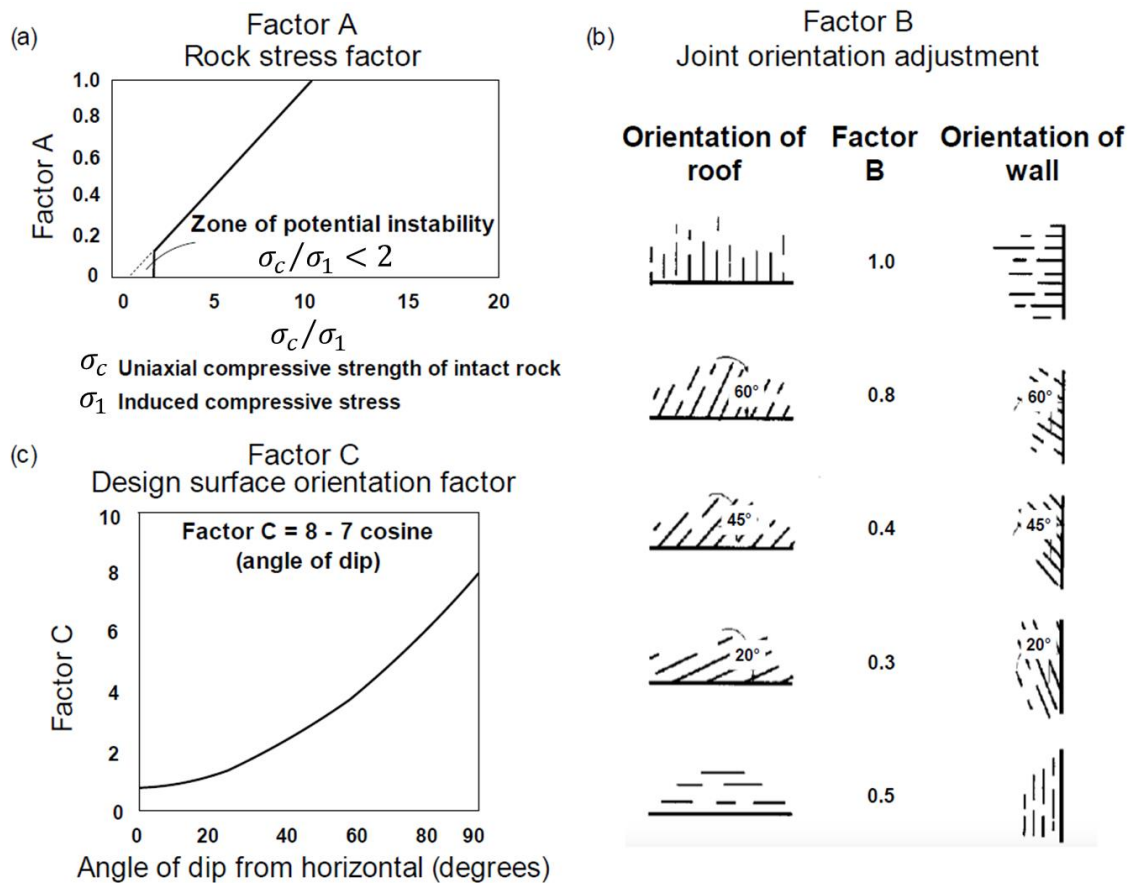 (a)
Factor A
Rock stress factor
Factor A
1.0
0.8
0.6
0.4
0.2
0
Zone of potential instability
σc/σ1 < 2
0 5 10 15 20
σc/σ1
σc Uniaxial compressive strength of intact rock
σ1 Induced compressive stress
(b)
Factor B
Joint orientation adjustment
Orientation of roof
Factor B
Orientation of wall
1.0
60° 0.8 60°
45° 0.4 45°
20° 0.3 20°
0.5
(c)
Factor C
Design surface orientation factor
Factor C
10
8
6
4
2
0
Factor C = 8 - 7 cosine
(angle of dip)
0 20 40 60 80 90
Angle of dip from horizontal (degrees)